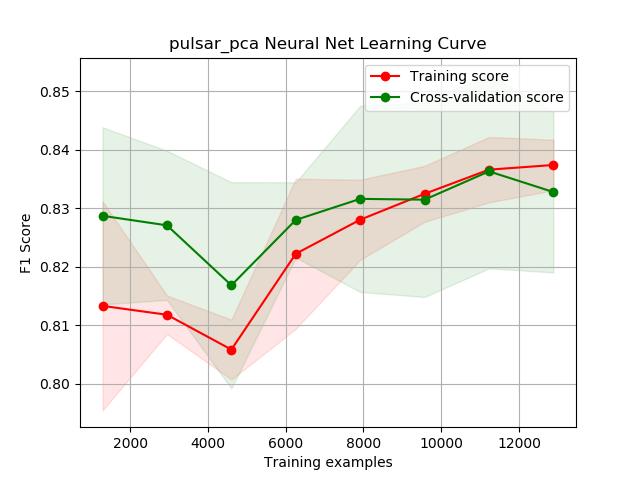 pulsar_pca Neural Net Learning Curve
Training score
Cross-validation score
0.85
0.84
0.83
0.82
0.81
0.80
F1 Score
2000 4000 6000 8000 10000 12000
Training examples